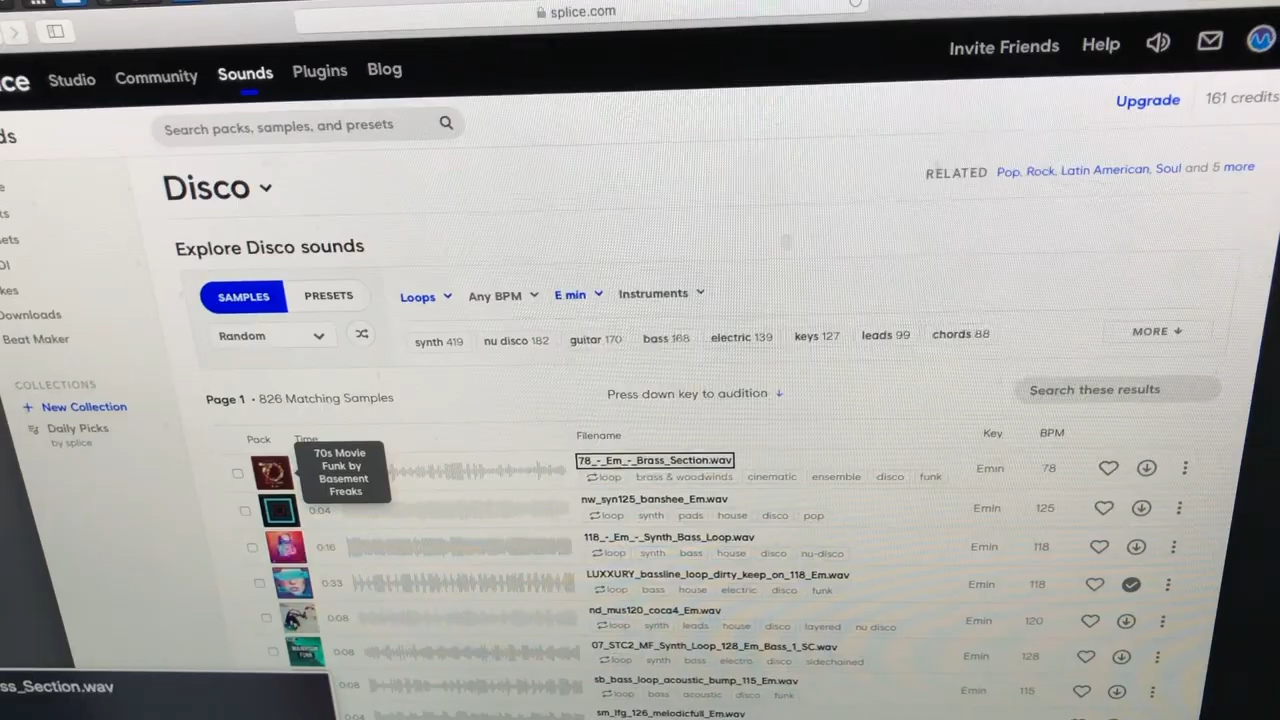 splice.com
Invite Friends Help
Studio Community Sounds Plugins Blog
Upgrade 161 credits
Search packs, samples, and presets
Disco
RELATED Pop, Rock, Latin American, Soul and 5 more
Explore Disco sounds
SAMPLES PRESETS Loops Any BPM E min Instruments
Random
synth 419 nu disco 182 guitar 170 bass 168 electric 139 keys 127 leads 99 chords 88 MORE
Downloads
Beat Maker
COLLECTIONS
+ New Collection
Daily Picks
by splice
Page 1 • 826 Matching Samples Press down key to audition ↓ Search these results
Pack Time Filename Key BPM
70s Movie
Funk by
Basement
Freaks
78_-_Em_-_Brass_Section.wav Emin 78
loop brass & woodwinds cinematic ensemble disco funk
0:04 nw_syn125_banshee_Em.wav Emin 125
loop synth pads house disco pop
0:16 118_-_Em_-_Synth_Bass_Loop.wav Emin 118
loop synth bass house disco nu-disco
0:33 LUXXURY_bassline_loop_dirty_keep_on_118_Em.wav Emin 118
loop bass house electric disco funk
0:08 nd_mus120_coca4_Em.wav Emin 120
loop synth leads house disco layered nu disco
0:08 07_STC2_MF_Synth_Loop_128_Em_Bass_1_SC.wav Emin 128
loop synth bass electro disco sidechained
0:08 sb_bass_loop_acoustic_bump_115_Em.wav Emin 115
loop bass acoustic disco funk
ss_Section.wav
0:04 sm_lfg_126_melodicfull_Em.wav